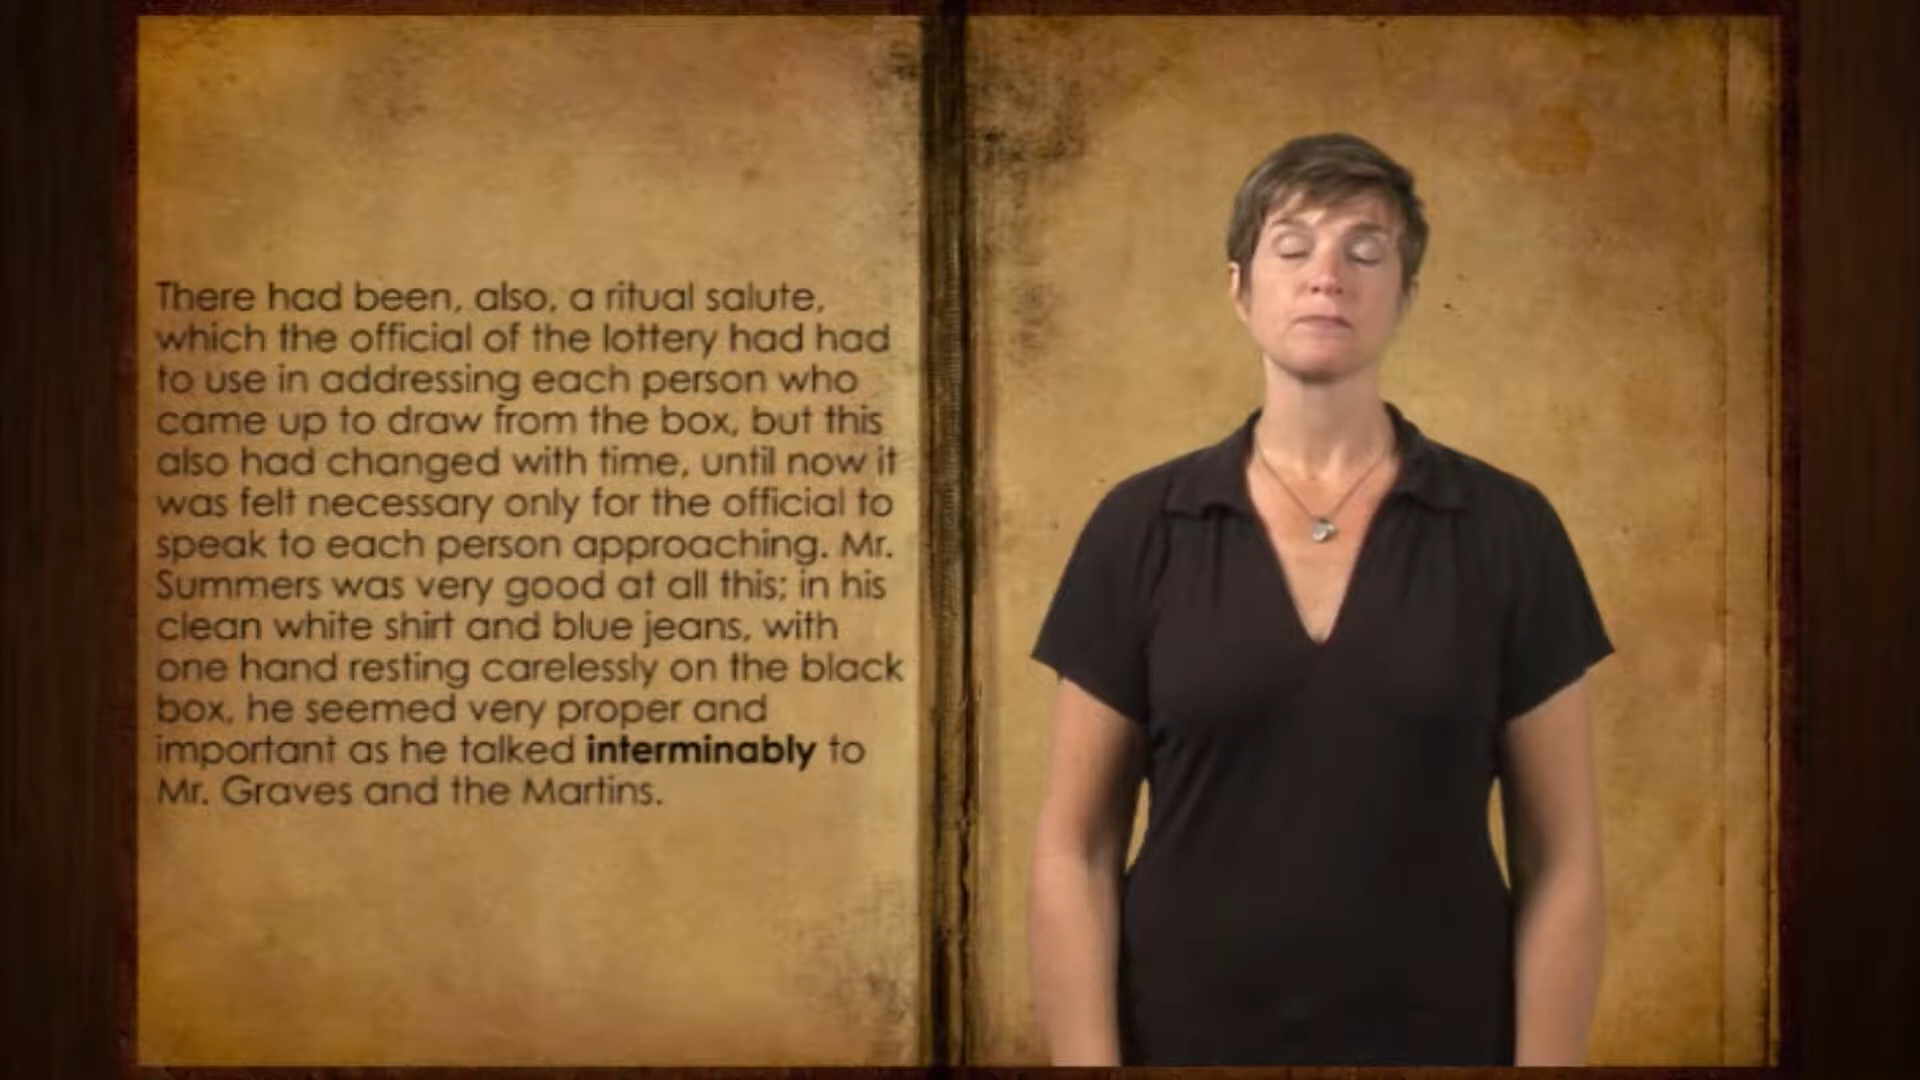 There had been, also, a ritual salute,
which the official of the lottery had had
to use in addressing each person who
came up to draw from the box, but this
also had changed with time, until now it
was felt necessary only for the official to
speak to each person approaching. Mr.
Summers was very good at all this; in his
clean white shirt and blue jeans, with
one hand resting carelessly on the black
box, he seemed very proper and
important as he talked interminably to
Mr. Graves and the Martins.